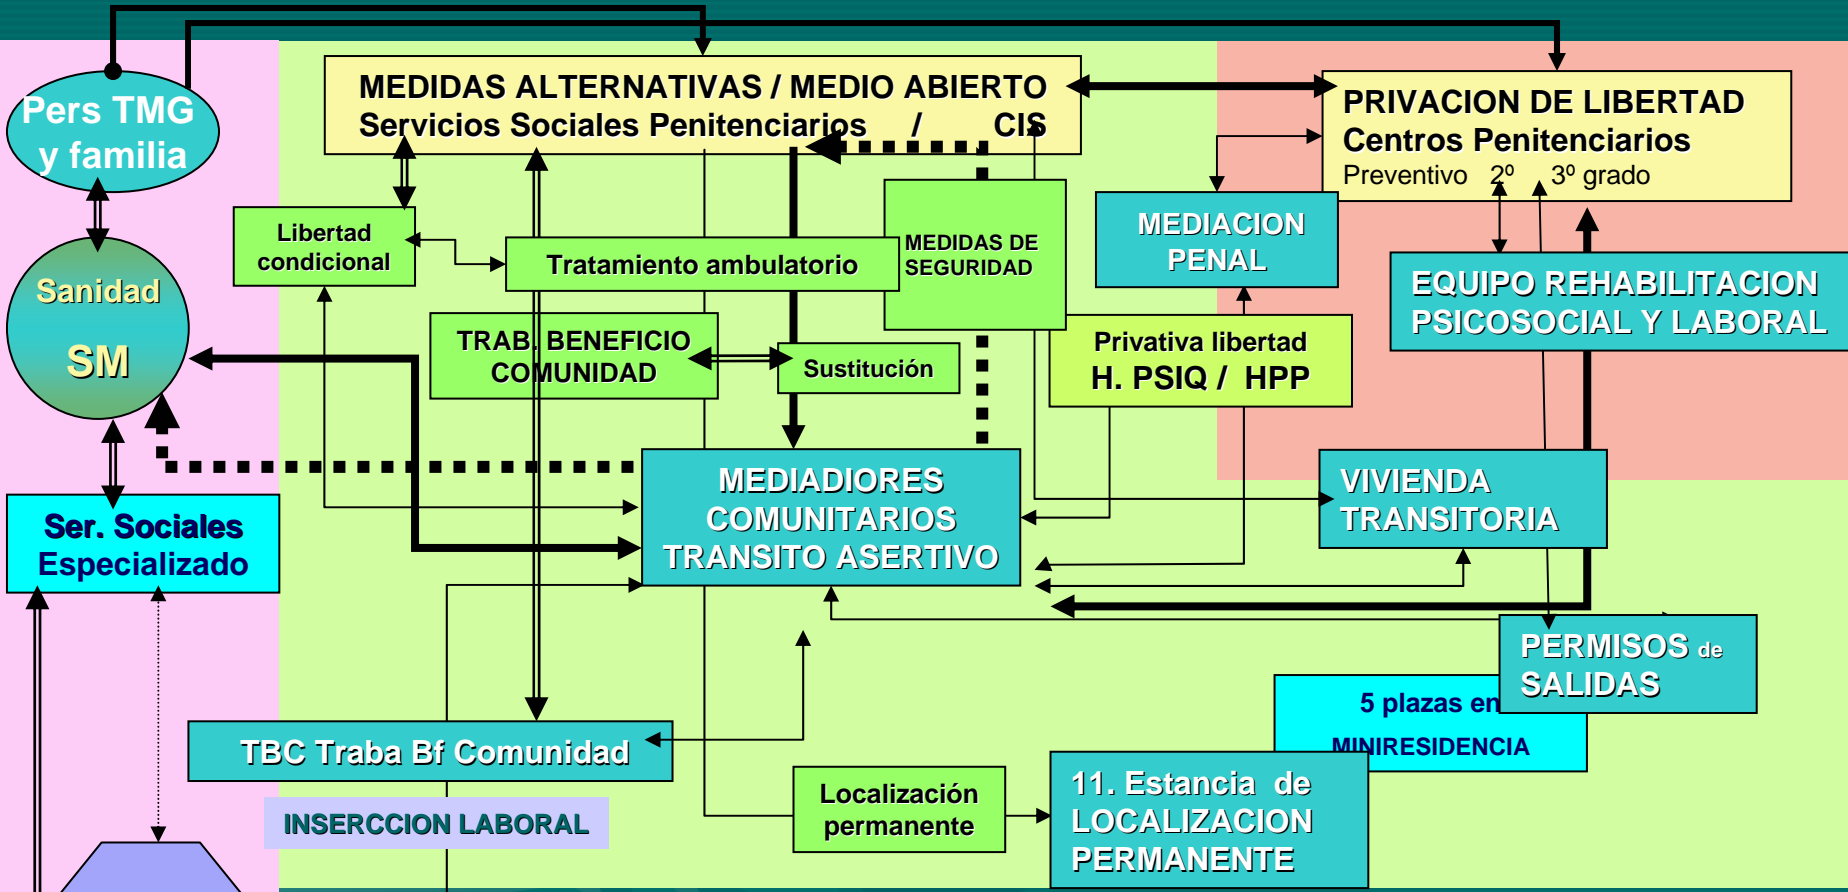 MEDIDAS ALTERNATIVAS / MEDIO ABIERTO
Servicios Sociales Penitenciarios / CIS
PRIVACION DE LIBERTAD
Centros Penitenciarios
Preventivo 2º 3º grado
Pers TMG
y familia
Libertad
condicional
Tratamiento ambulatorio
MEDIDAS DE
SEGURIDAD
MEDIACION
PENAL
EQUIPO REHABILITACION
PSICOSOCIAL Y LABORAL
Sanidad
SM
TRAB. BENEFICIO
COMUNIDAD
Sustitución
Privativa libertad
H. PSIQ / HPP
MEDIADIORES
COMUNITARIOS
TRANSITO ASERTIVO
VIVIENDA
TRANSITORIA
Ser. Sociales
Especializado
PERMISOS de
SALIDAS
5 plazas en
MINIRESIDENCIA
TBC Traba Bf Comunidad
INSERCCION LABORAL
Localización
permanente
11. Estancia de
LOCALIZACION
PERMANENTE